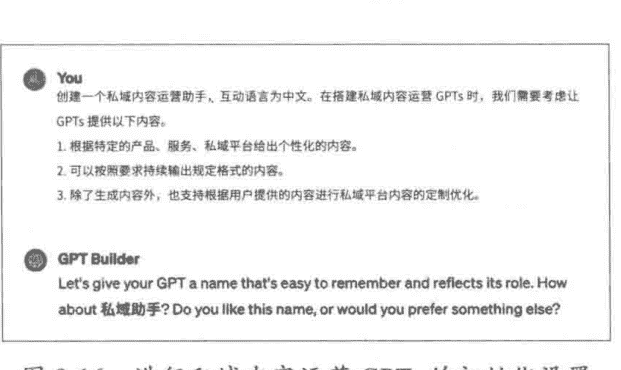 You
创建一个私域内容运营助手，互动语言为中文。在搭建私域内容运营 GPTs 时，我们需要考虑让
GPTs 提供以下内容。
1. 根据特定的产品、服务、私域平台给出个性化的内容。
2. 可以按照要求持续输出规定格式的内容。
3. 除了生成内容外，也支持根据用户提供的内容进行私域平台内容的定制优化。
GPT Builder
Let's give your GPT a name that's easy to remember and reflects its role. How
about 私域助手? Do you like this name, or would you prefer something else?